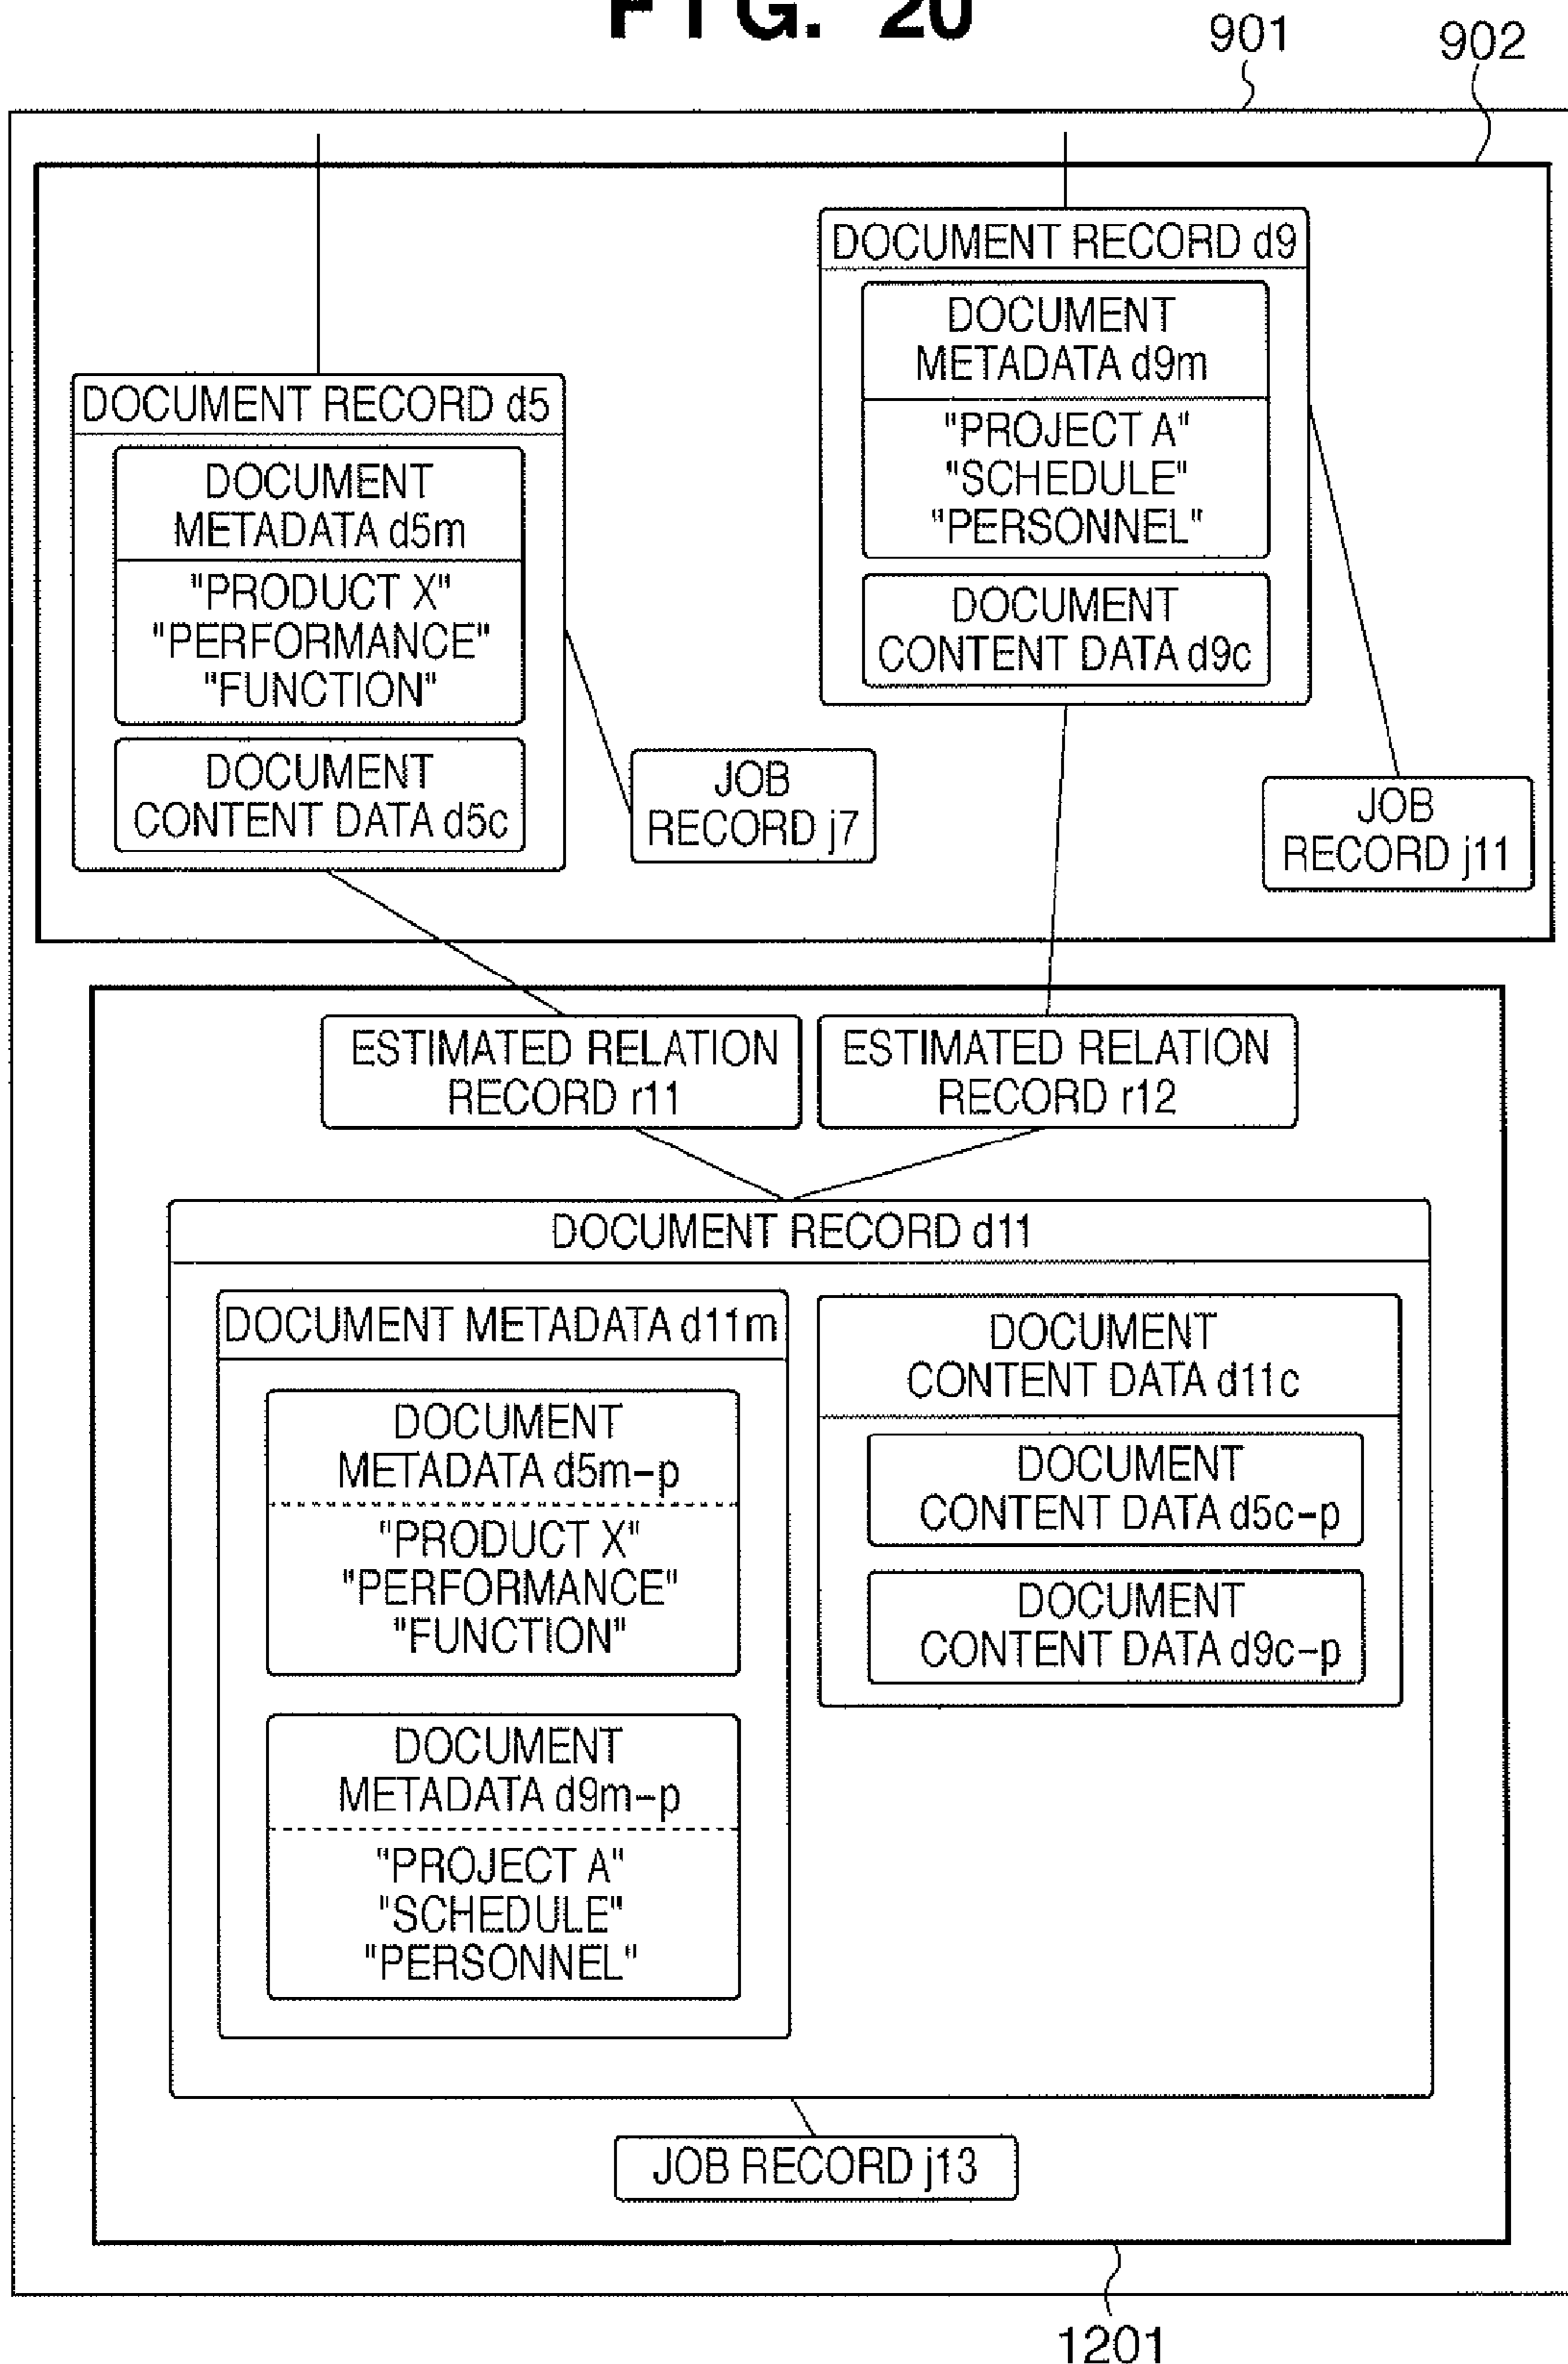 FIG. 20
901
902
DOCUMENT RECORD d5
DOCUMENT
METADATA d5m
"PRODUCT X"
"PERFORMANCE"
"FUNCTION"
DOCUMENT
CONTENT DATA d5c
JOB
RECORD j7
DOCUMENT RECORD d9
DOCUMENT
METADATA d9m
"PROJECT A"
"SCHEDULE"
"PERSONNEL"
DOCUMENT
CONTENT DATA d9c
JOB
RECORD j11
ESTIMATED RELATION
RECORD r11
ESTIMATED RELATION
RECORD r12
DOCUMENT RECORD d11
DOCUMENT METADATA d11m
DOCUMENT
METADATA d5m-p
"PRODUCT X"
"PERFORMANCE"
"FUNCTION"
DOCUMENT
METADATA d9m-p
"PROJECT A"
"SCHEDULE"
"PERSONNEL"
DOCUMENT
CONTENT DATA d11c
DOCUMENT
CONTENT DATA d5c-p
DOCUMENT
CONTENT DATA d9c-p
JOB RECORD j13
1201